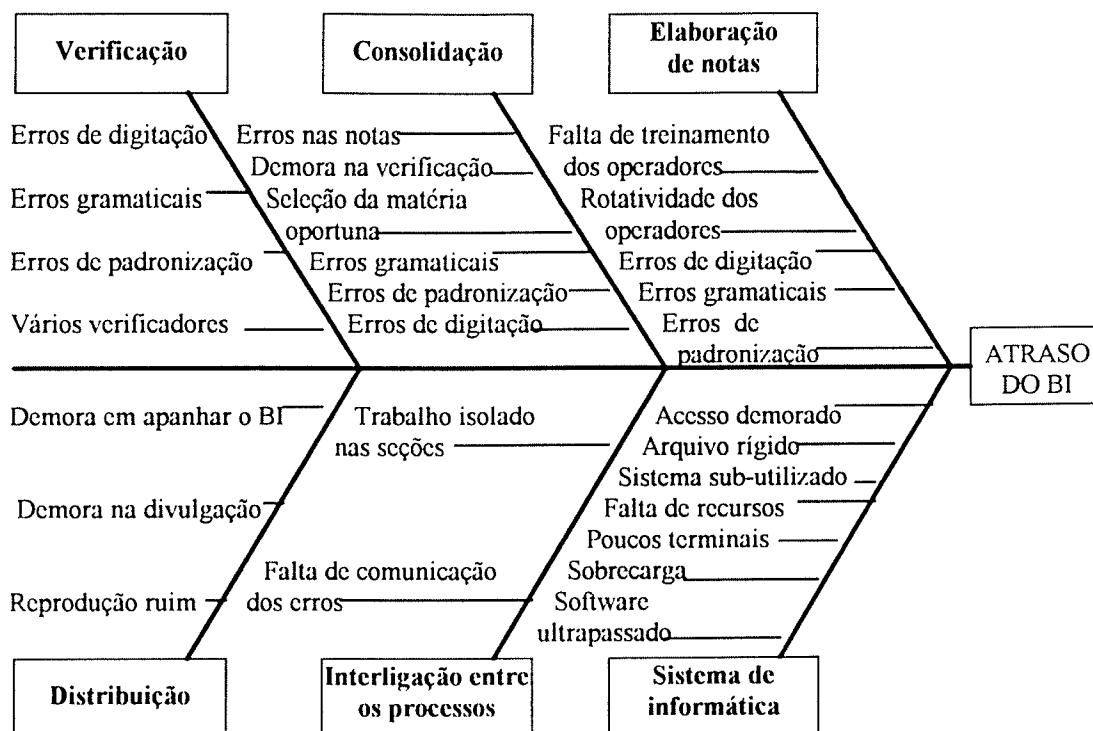 Verificação
Consolidação
Elaboração
de notas
Erros de digitação
Erros gramaticais
Erros de padronização
Vários verificadores
Erros nas notas
Demora na verificação
Seleção da matéria
oportuna
Erros gramaticais
Erros de padronização
Erros de digitação
Falta de treinamento
dos operadores
Rotatividade dos
operadores
Erros de digitação
Erros gramaticais
Erros de
padronização
ATRASO
DO BI
Demora em apanhar o BI
Demora na divulgação
Reprodução ruim
Trabalho isolado
nas seções
Falta de comunicação
dos erros
Acesso demorado
Arquivo rígido
Sistema sub-utilizado
Falta de recursos
Poucos terminais
Sobrecarga
Software
ultrapassado
Distribuição
Interligação entre
os processos
Sistema de
informática